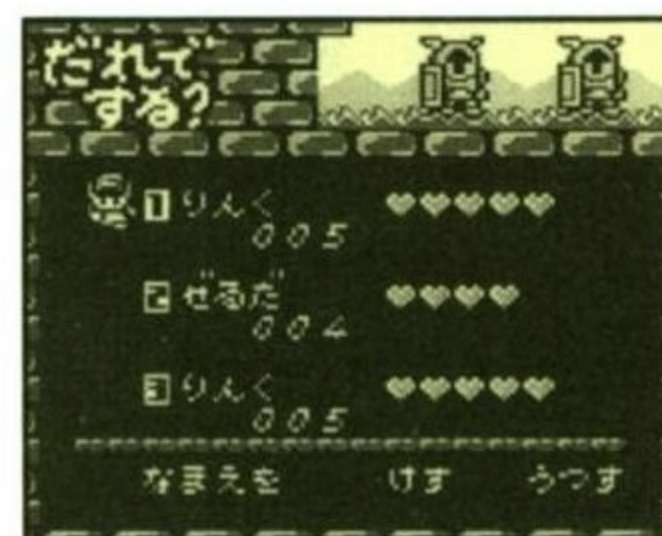 だれで
する?
1 りんく
005
2 ぜるだ
004
3 りんく
005
なまえを けす うつす